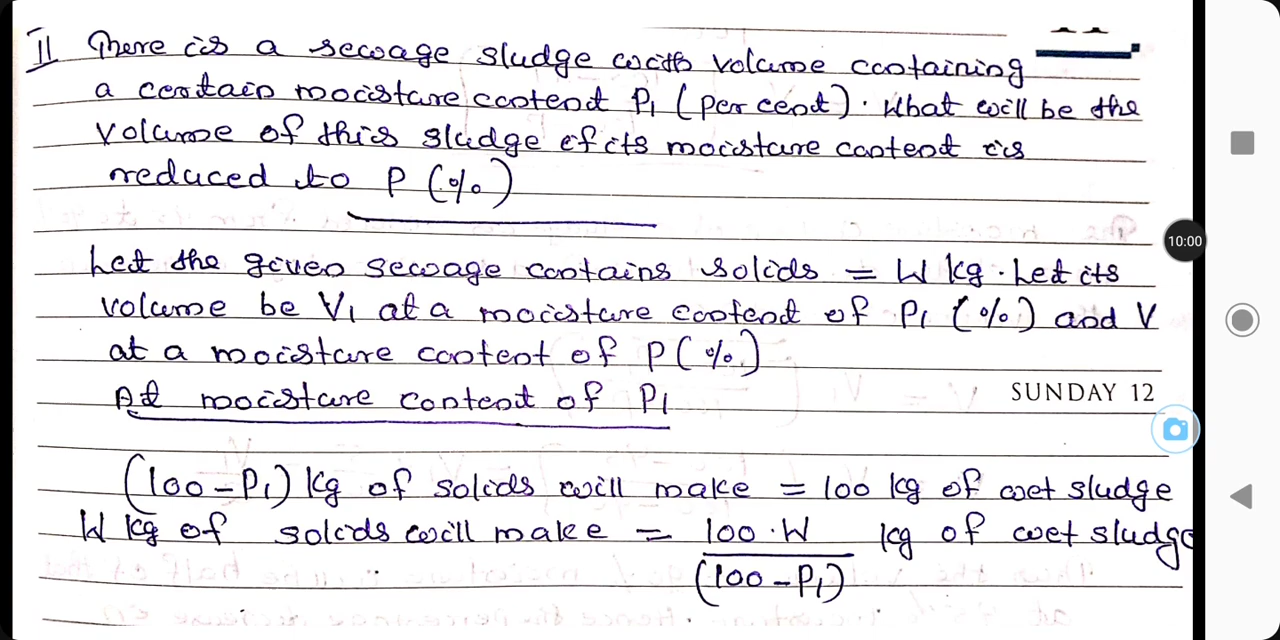 II There is a sewage sludge with volume containing
a certain moisture content P₁ (per cent). What will be the
volume of this sludge if its moisture content is
reduced to P (%)
10:00
Let the given sewage contains solids = W kg. Let its
volume be V₁ at a moisture content of P₁ (%) and V
at a moisture content of P (%)
SUNDAY 12
At moisture content of P₁
(100-P₁) kg of solids will make = 100 kg of wet sludge
W kg of solids will make = 100.W / (100-P₁) kg of wet sludge